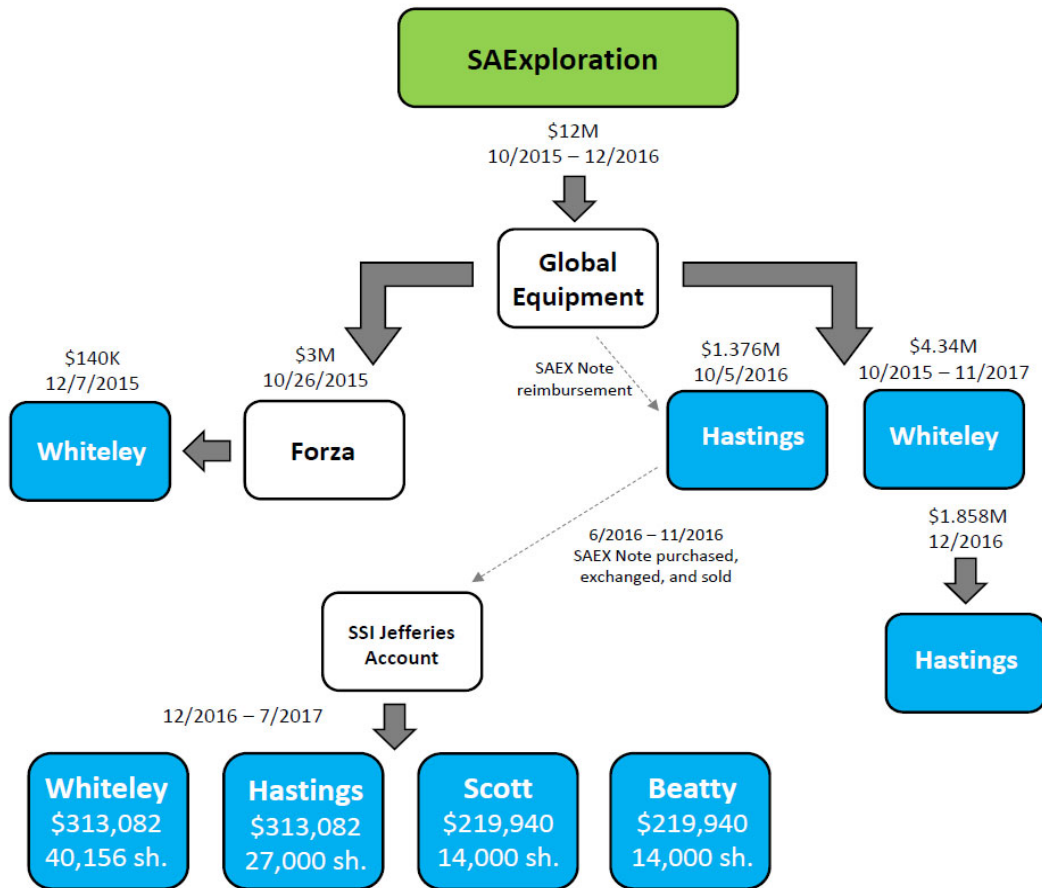 SAExploration
$12M
10/2015 – 12/2016
Global
Equipment
$140K
12/7/2015
$3M
10/26/2015
SAEX Note
reimbursement
$1.376M
10/5/2016
$4.34M
10/2015 – 11/2017
Whiteley
Forza
Hastings
Whiteley
6/2016 – 11/2016
SAEX Note purchased,
exchanged, and sold
$1.858M
12/2016
SSI Jefferies
Account
Hastings
12/2016 – 7/2017
Whiteley
$313,082
40,156 sh.
Hastings
$313,082
27,000 sh.
Scott
$219,940
14,000 sh.
Beatty
$219,940
14,000 sh.